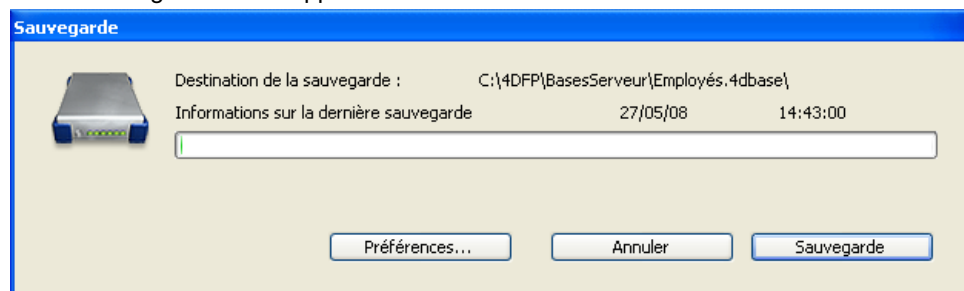 Sauvegarde
Destination de la sauvegarde : C:\4DFP\BasesServeur\Employés.4dbase\
Informations sur la dernière sauvegarde 27/05/08 14:43:00
Préférences... Annuler Sauvegarde